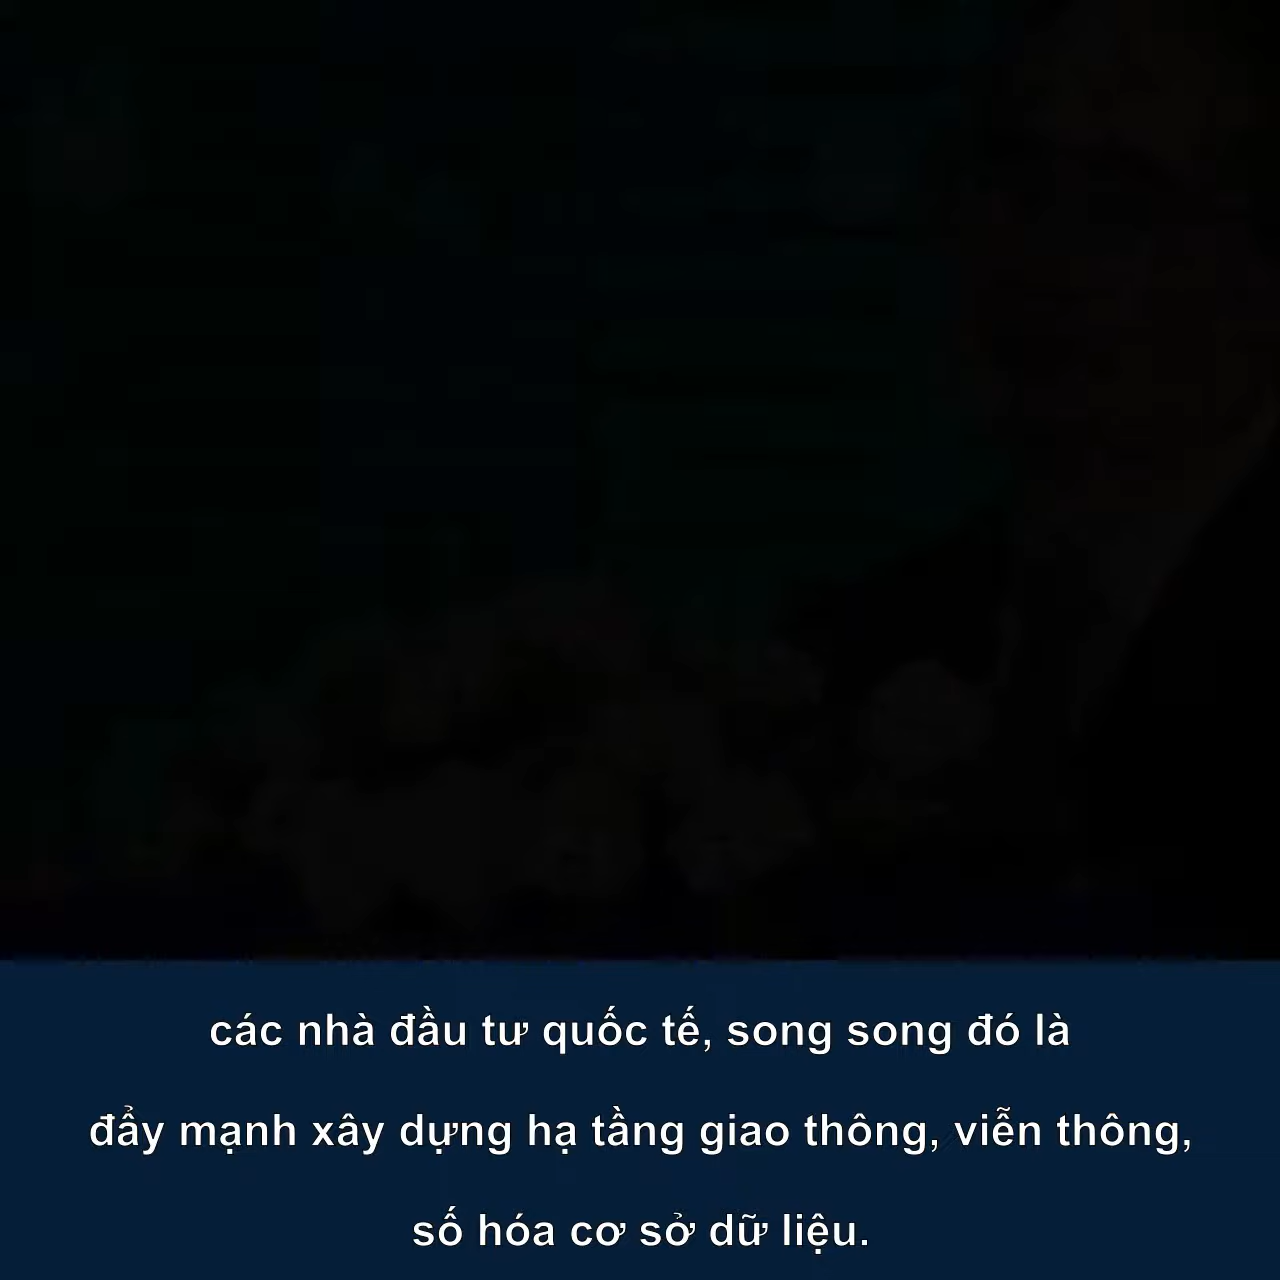 các nhà đầu tư quốc tế, song song đó là
đẩy mạnh xây dựng hạ tầng giao thông, viễn thông,
số hóa cơ sở dữ liệu.